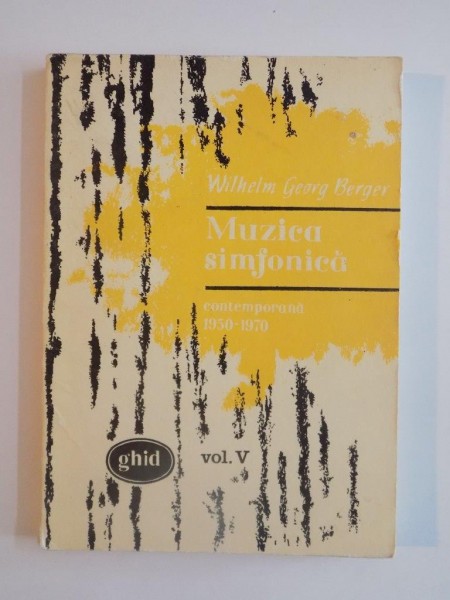 Wilhelm Georg Berger
Muzica
simfonică
contemporană
1950-1970
ghid
vol. V